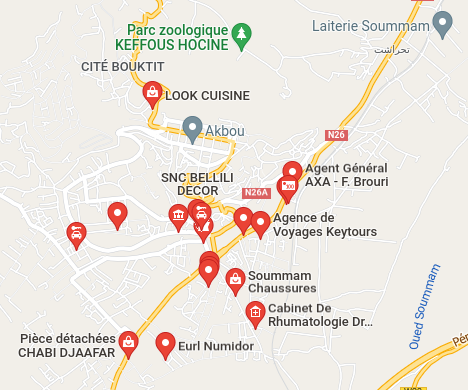 Parc zoologique
KEFFOUS HOCINE
Laiterie Soummam
تحراشت
CITÉ BOUKTIT
LOOK CUISINE
Akbou
N26
SNC BELLILI
DECOR
Agent Général
AXA - F. Brouri
N26A
Agence de
Voyages Keytours
Soummam
Chaussures
Oued Soummam
Cabinet De
Rhumatologie Dr...
Pièce détachées
CHABI DJAAFAR
Eurl Numidor